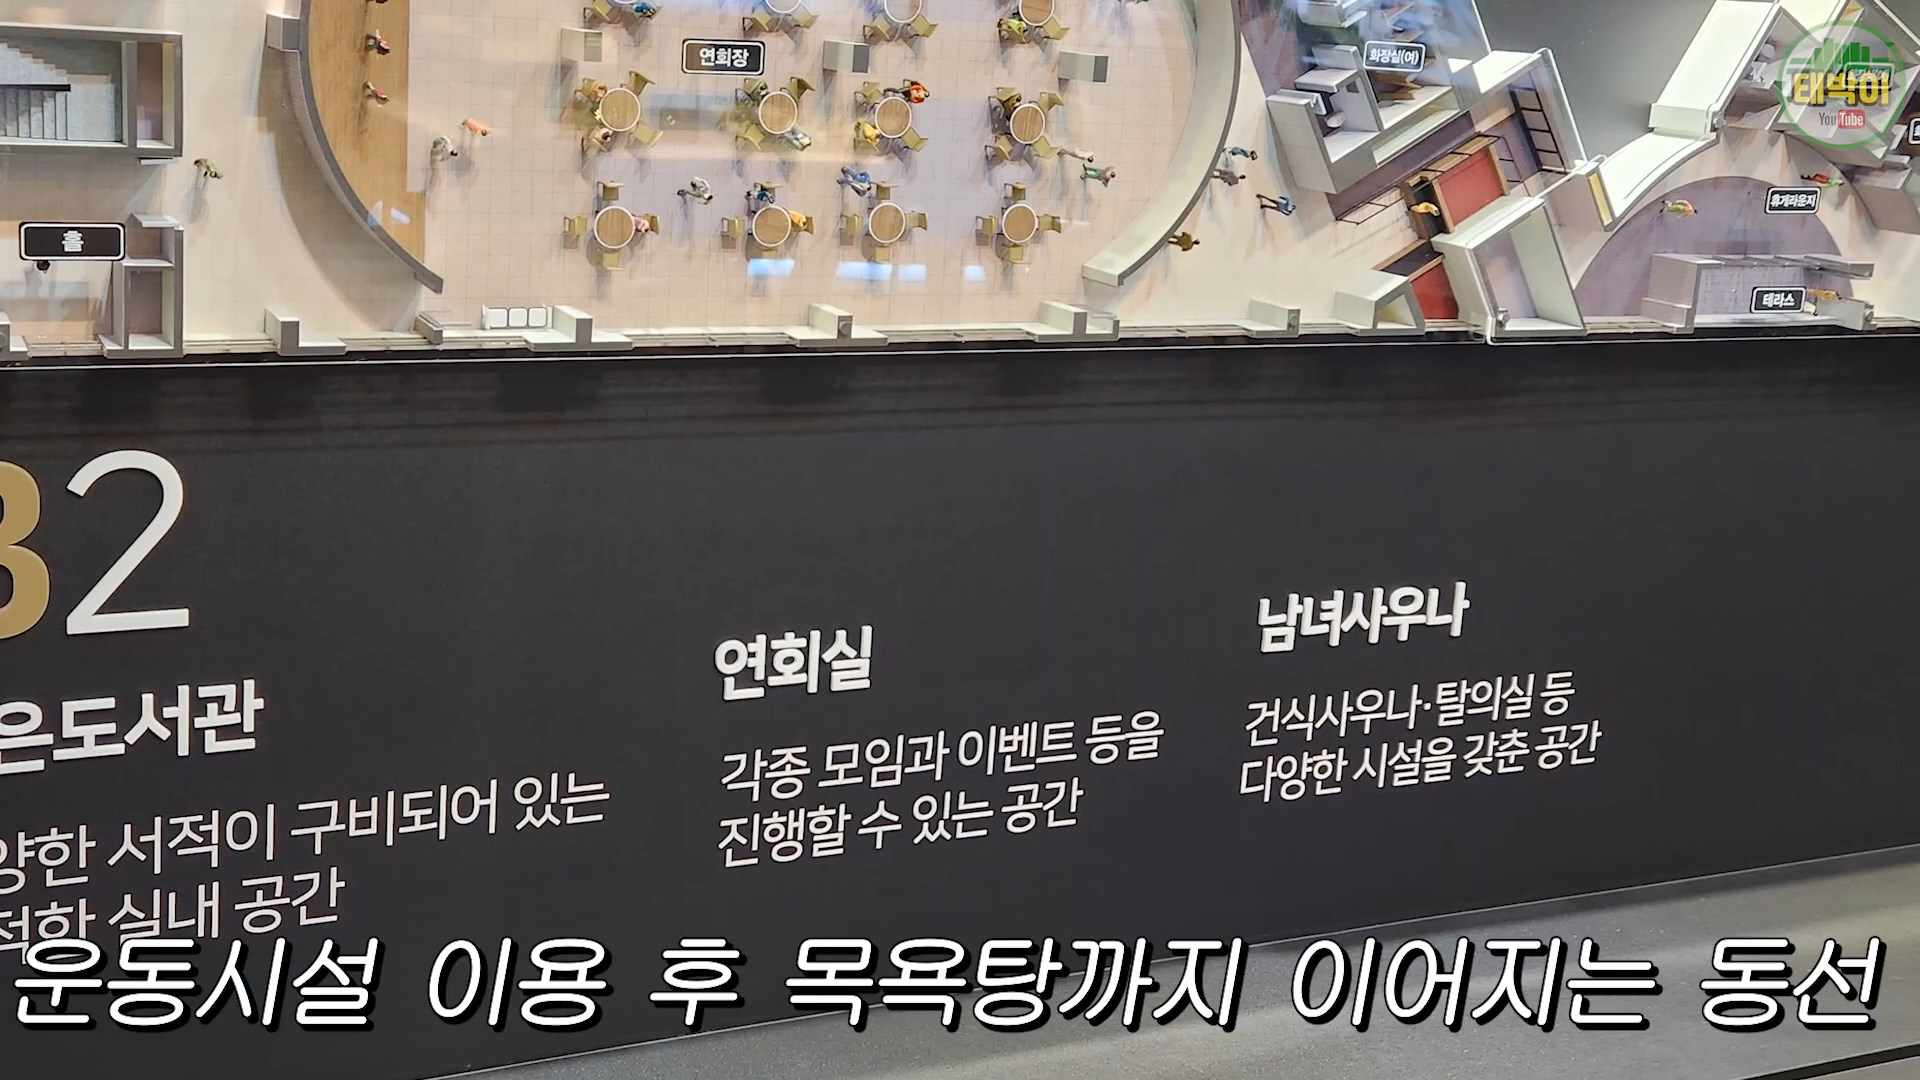 연회장
화장실(여)
태박이
YouTube
홀
휴게라운지
테라스
B2
은도서관
연회실
남녀사우나
양한 서적이 구비되어 있는
적한 실내 공간
각종 모임과 이벤트 등을
진행할 수 있는 공간
건식사우나·탈의실 등
다양한 시설을 갖춘 공간
운동시설 이용 후 목욕탕까지 이어지는 동선